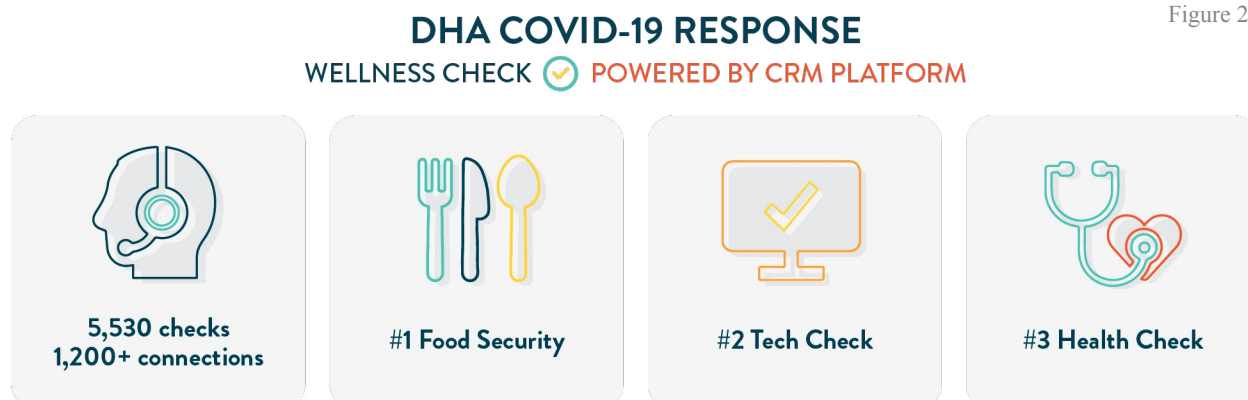 Figure 2
DHA COVID-19 RESPONSE
WELLNESS CHECK POWERED BY CRM PLATFORM
5,530 checks
1,200+ connections
#1 Food Security
#2 Tech Check
#3 Health Check